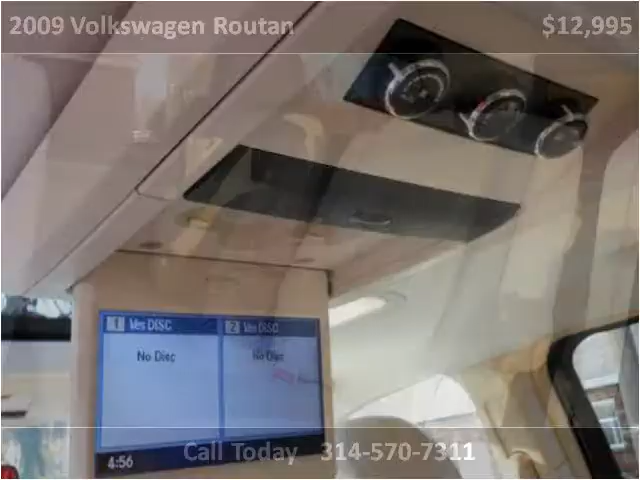 2009 Volkswagen Routan $12,995
1 Ves DISC 2 Ves DISC
No Disc No Disc
4:56
Call Today 314-570-7311